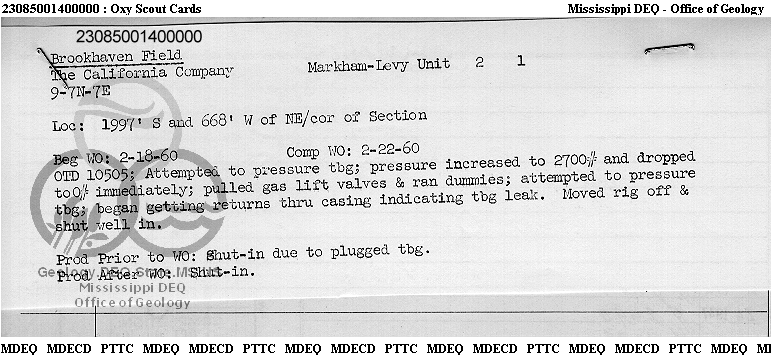 23085001400000 : Oxy Scout Cards
Mississippi DEQ - Office of Geology
23085001400000
Brookhaven Field
The California Company
Markham-Levy Unit 2 1
9-7N-7E
Loc: 1997' S and 668' W of NE/cor of Section
Beg WO: 2-18-60 Comp WO: 2-22-60
OTD 10505; Attempted to pressure tbg; pressure increased to 2700# and dropped
to 0# immediately; pulled gas lift valves & ran dummies; attempted to pressure
tbg; began getting returns thru casing indicating tbg leak. Moved rig off &
shut well in.
Prod Prior to WO: Shut-in due to plugged tbg.
Prod After WO: Shut-in.
Mississippi DEQ
Office of Geology
MDEQ MDECD PTTC MDEQ MDECD PTTC MDEQ MDEQ MDECD PTTC MDEQ MDECD PTTC MDEQ